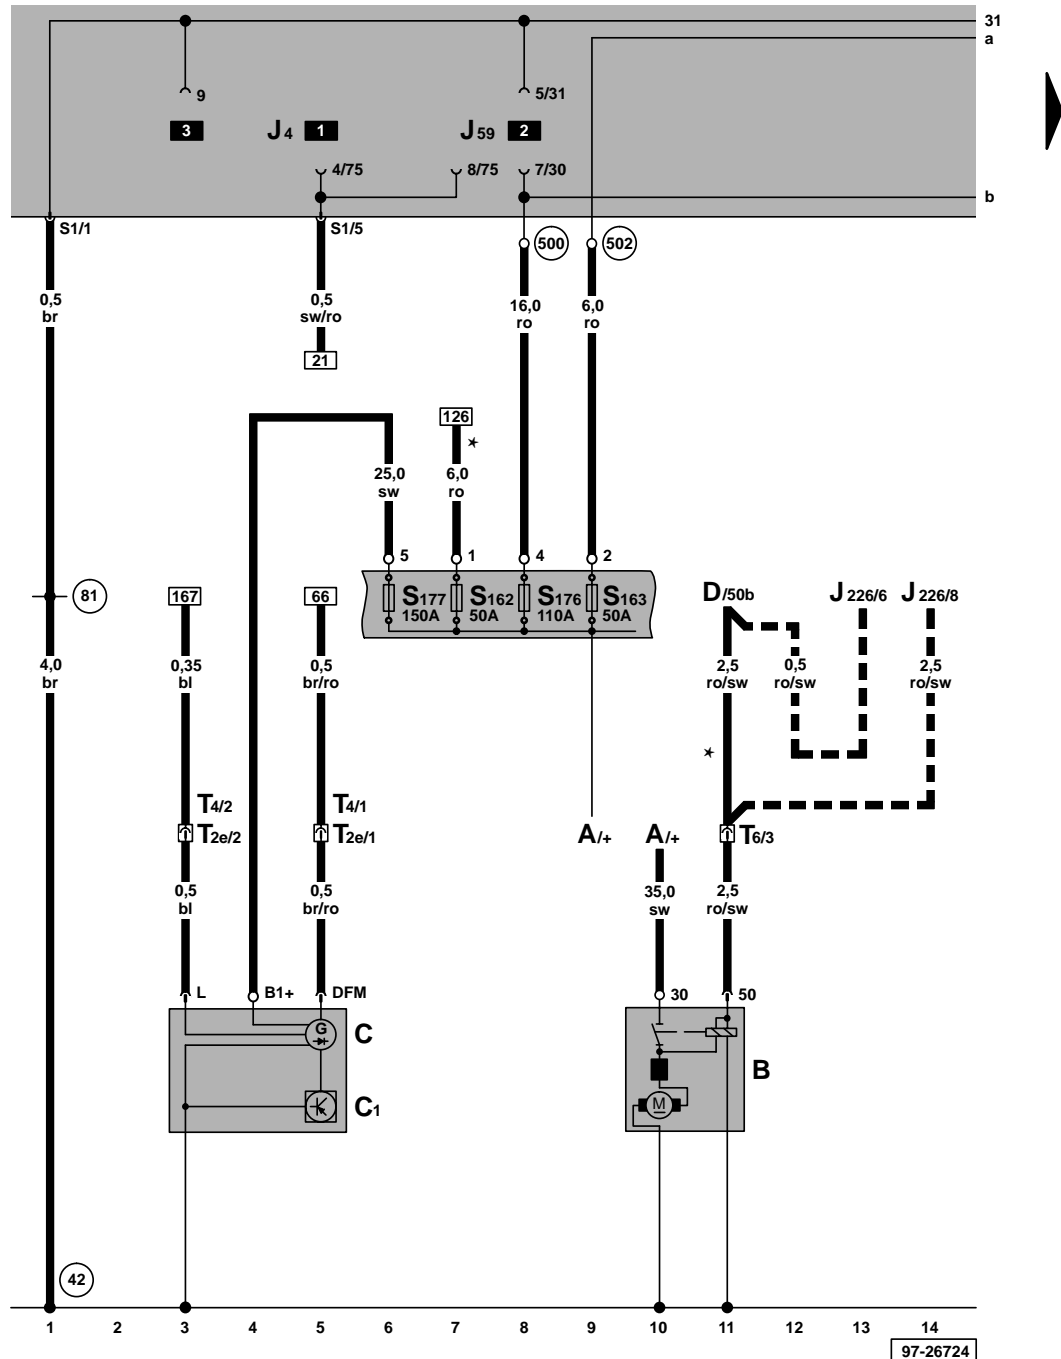 31
a
9
5/31
3
J 4
1
J 59
2
4/75
8/75
7/30
b
S1/1
S1/5
500
502
0,5
br
0,5
sw/ro
16,0
ro
6,0
ro
21
126
25,0
sw
6,0
ro
5
1
4
2
81
167
66
S177
150A
S162
50A
S176
110A
S163
50A
D/50b
J 226/6
J 226/8
4,0
br
0,35
bl
0,5
br/ro
2,5
ro/sw
0,5
ro/sw
2,5
ro/sw
T4/2
T2e/2
T4/1
T2e/1
A/+
A/+
T6/3
0,5
bl
0,5
br/ro
35,0
sw
2,5
ro/sw
L
B1+
DFM
30
50
G
C
B
C1
M
42
1 2 3 4 5 6 7 8 9 10 11 12 13 14
97-26724